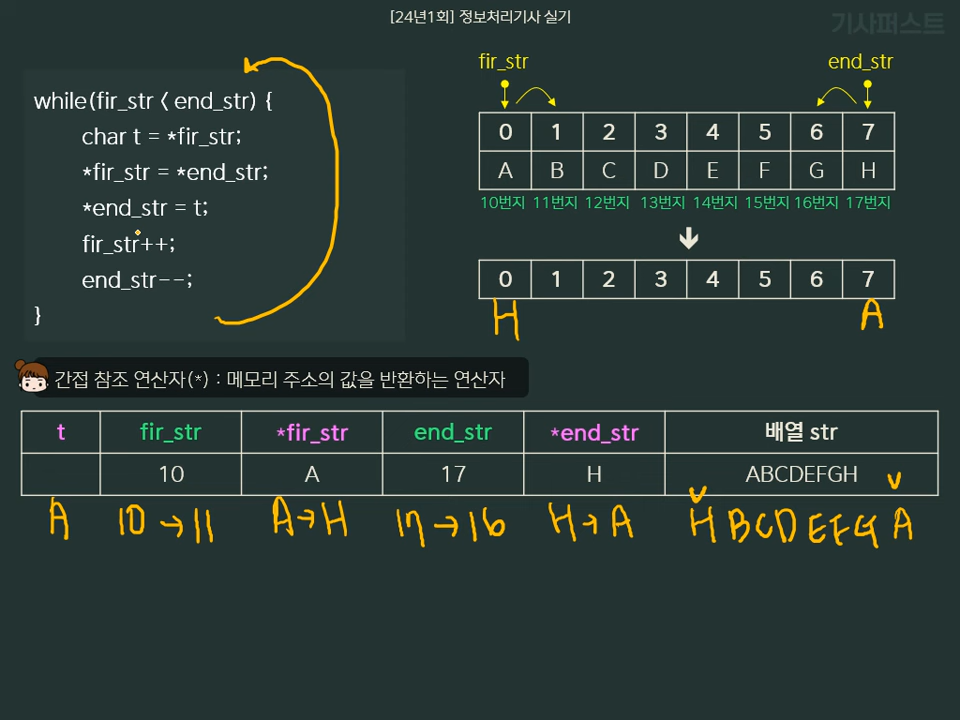 [24년1회] 정보처리기사 실기
기사퍼스트
while(fir_str < end_str) {
char t = *fir_str;
*fir_str = *end_str;
*end_str = t;
fir_str++;
end_str--;
}
fir_str end_str
0 1 2 3 4 5 6 7
A B C D E F G H
10번지 11번지 12번지 13번지 14번지 15번지 16번지 17번지
0 1 2 3 4 5 6 7
H A
간접 참조 연산자(*) : 메모리 주소의 값을 반환하는 연산자
t fir_str *fir_str end_str *end_str 배열 str
10 A 17 H ABCDEFGH
A 10→11 A→H 17→16 H→A HBCDEFGA